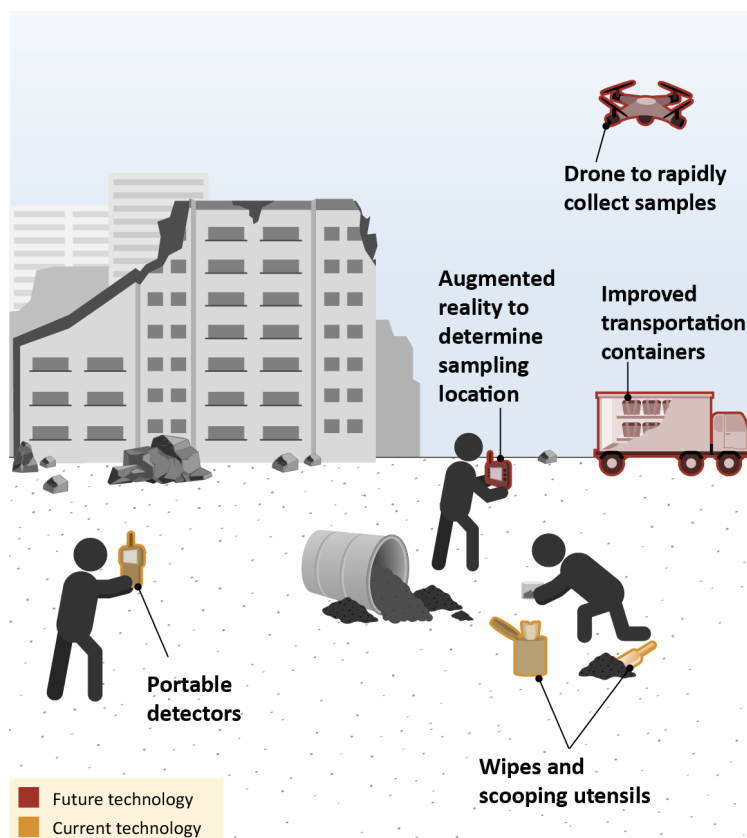 Drone to rapidly
collect samples
Augmented
reality to
determine
sampling
location
Improved
transportation
containers
Portable
detectors
Wipes and
scooping utensils
Future technology
Current technology